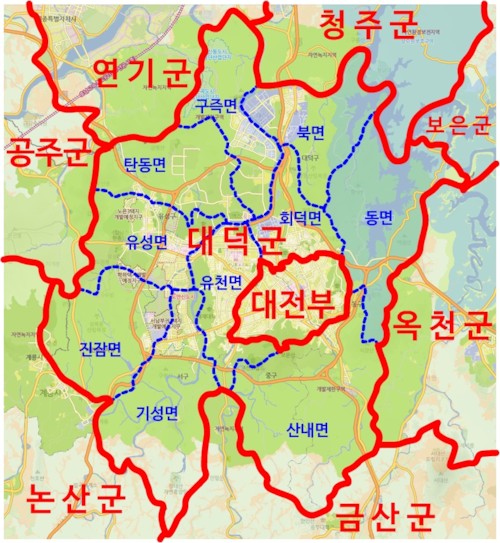 청주군
연기군
구즉면
북면
보은군
공주군
탄동면
회덕면
동면
유성면
대덕군
유천면
대전부
옥천군
진잠면
기성면
산내면
논산군
금산군